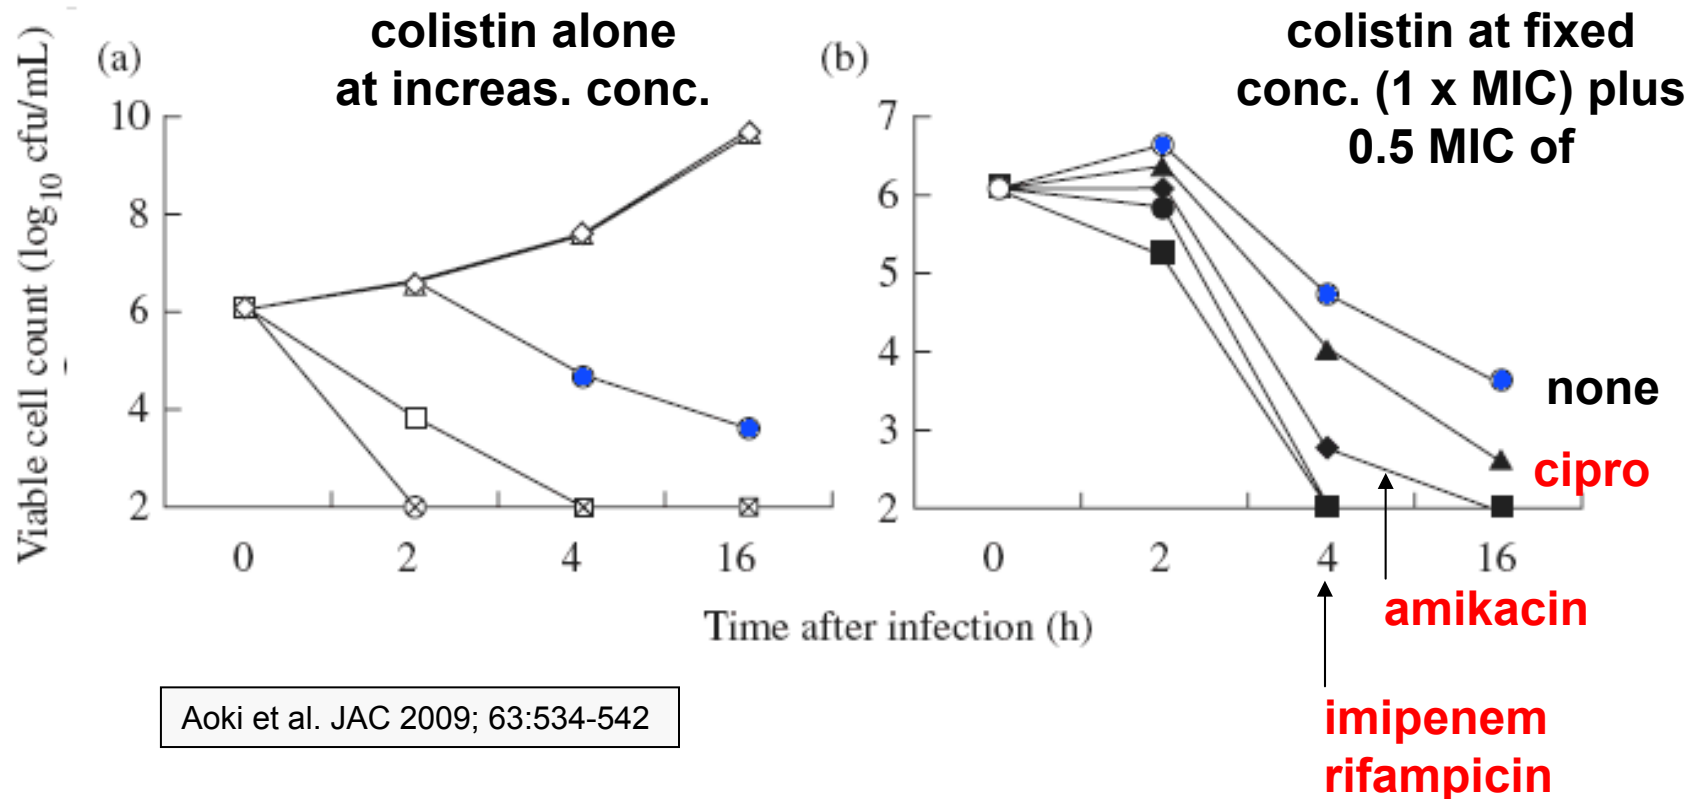 (a)
colistin alone
at increas. conc.
Viable cell count (log10 cfu/mL)
10
8
6
4
2
0 2 4 16
(b)
colistin at fixed
conc. (1 x MIC) plus
0.5 MIC of
7
6
5
4
3
2
0 2 4 16
none
cipro
amikacin
imipenem
rifampicin
Time after infection (h)
Aoki et al. JAC 2009; 63:534-542